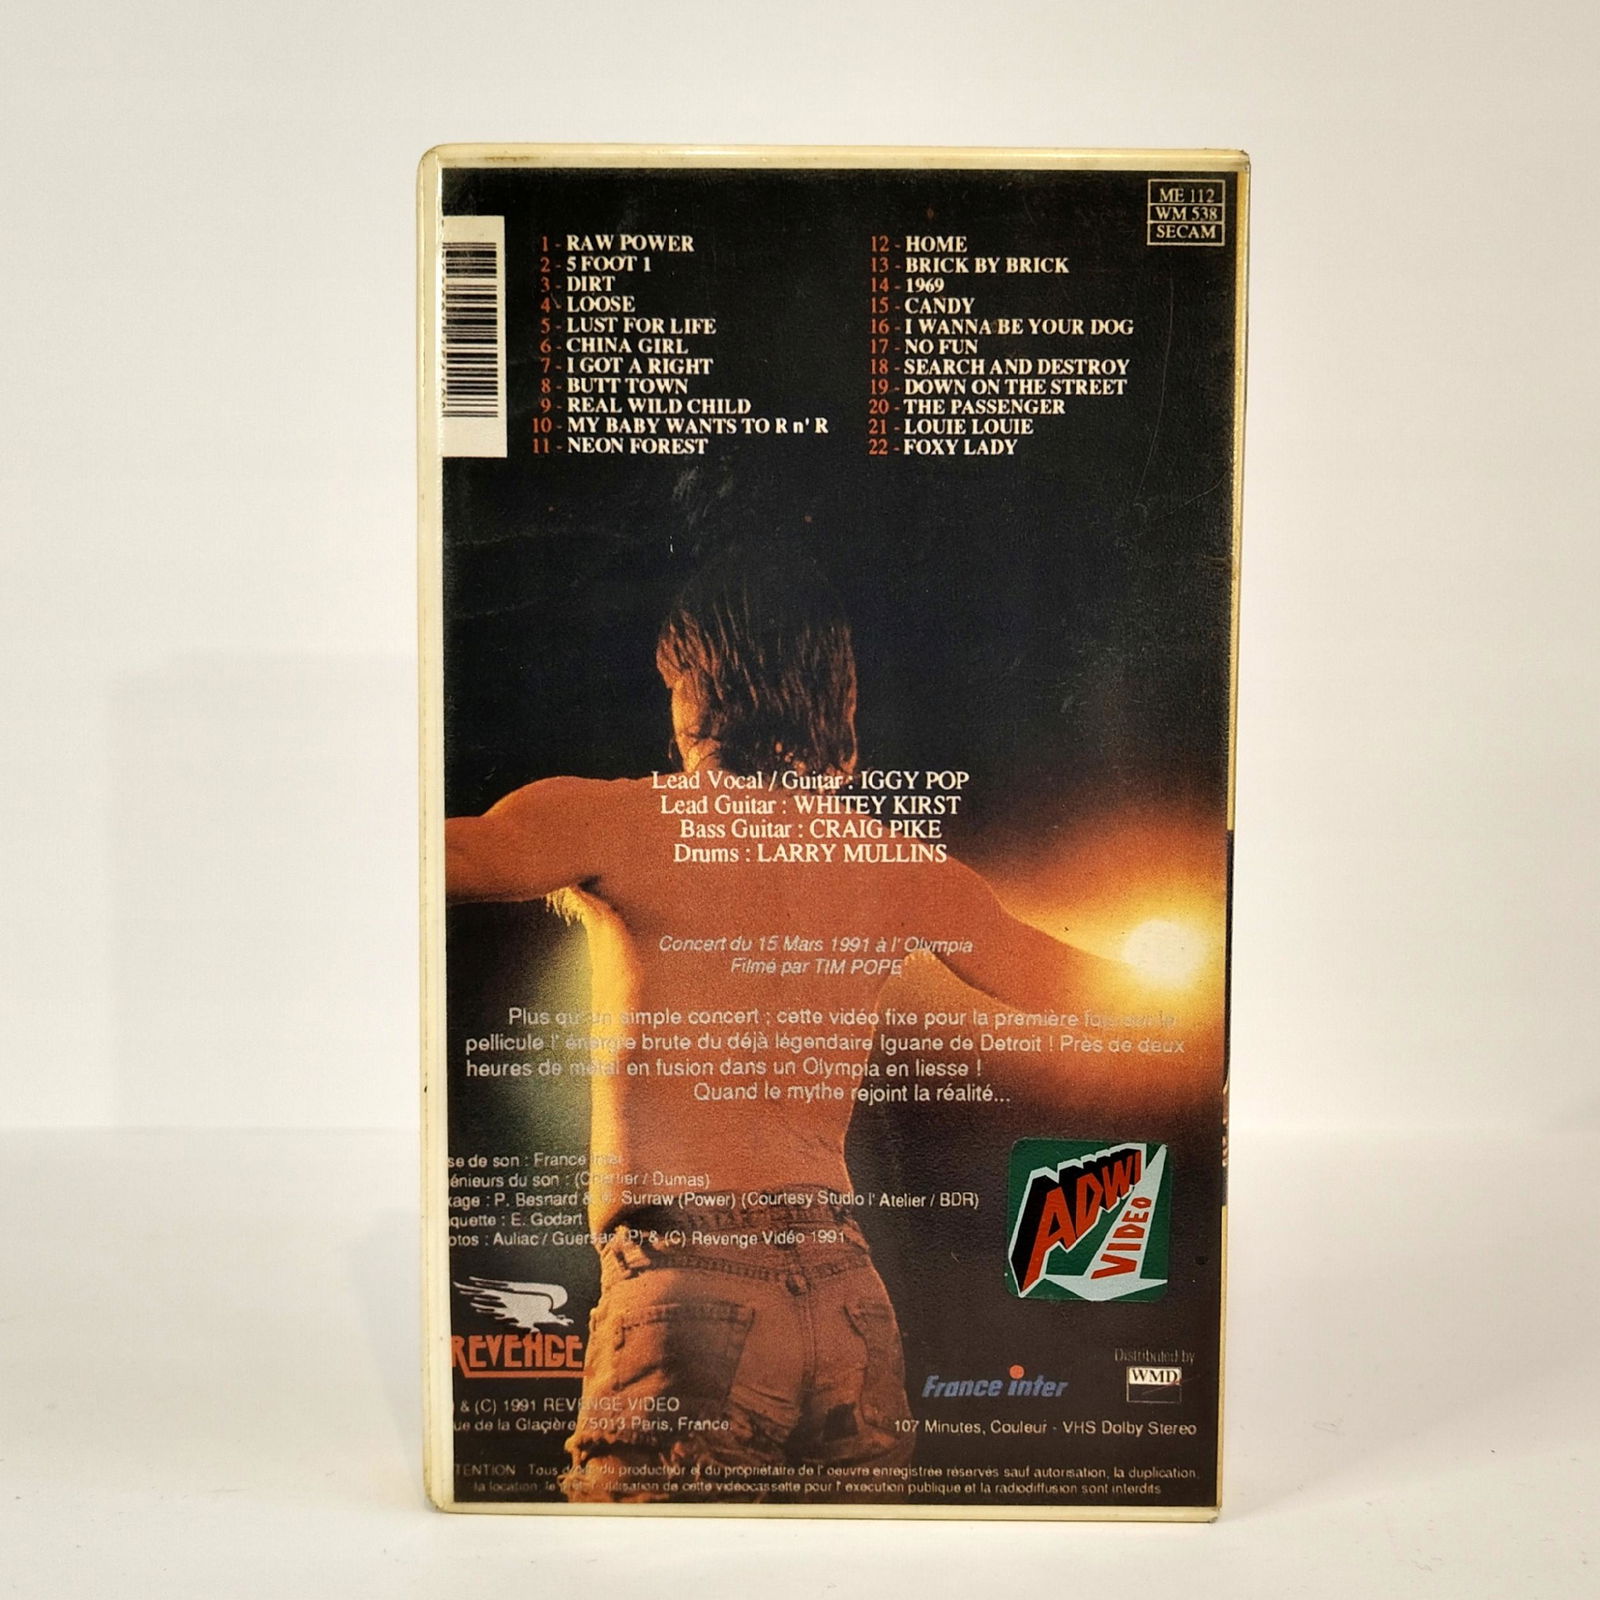 ME 112
WM 538
SECAM
1 - RAW POWER
2 - 5 FOOT 1
3 - DIRT
4 - LOOSE
5 - LUST FOR LIFE
6 - CHINA GIRL
7 - I GOT A RIGHT
8 - BUTT TOWN
9 - REAL WILD CHILD
10 - MY BABY WANTS TO R n' R
11 - NEON FOREST
12 - HOME
13 - BRICK BY BRICK
14 - 1969
15 - CANDY
16 - I WANNA BE YOUR DOG
17 - NO FUN
18 - SEARCH AND DESTROY
19 - DOWN ON THE STREET
20 - THE PASSENGER
21 - LOUIE LOUIE
22 - FOXY LADY
Lead Vocal / Guitar : IGGY POP
Lead Guitar : WHITEY KIRST
Bass Guitar : CRAIG PIKE
Drums : LARRY MULLINS
Concert du 15 Mars 1991 à l' Olympia
Filmé par TIM POPE
Plus qu'un simple concert ; cette vidéo fixe pour la première fois sur la
pellicule l' énergie brute du déjà légendaire Iguane de Detroit ! Près de deux
heures de métal en fusion dans un Olympia en liesse !
Quand le mythe rejoint la réalité...
se de son : France Inter
énieurs du son : / Dumas)
P. Besnard & Surraw (Power) (Courtesy Studio l' Atelier / BDR)
quette : E. Godart
otos : Auliac / (P) & (C) Revenge Vidéo 1991
ADWI
VIDEO
REVENGE
France inter
Distributed by
WMD
& (C) 1991 REVENGE VIDEO
ue de la Glaçière 75013 Paris, France.
107 Minutes, Couleur - VHS Dolby Stereo
TENTION : Tous droits du producteur et du propriétaire de l' oeuvre enregistrée réservés sauf autorisation, la duplication,
la location, le prêt, l'utilisation de cette vidéocassette pour l' exécution publique et la radiodiffusion sont interdits